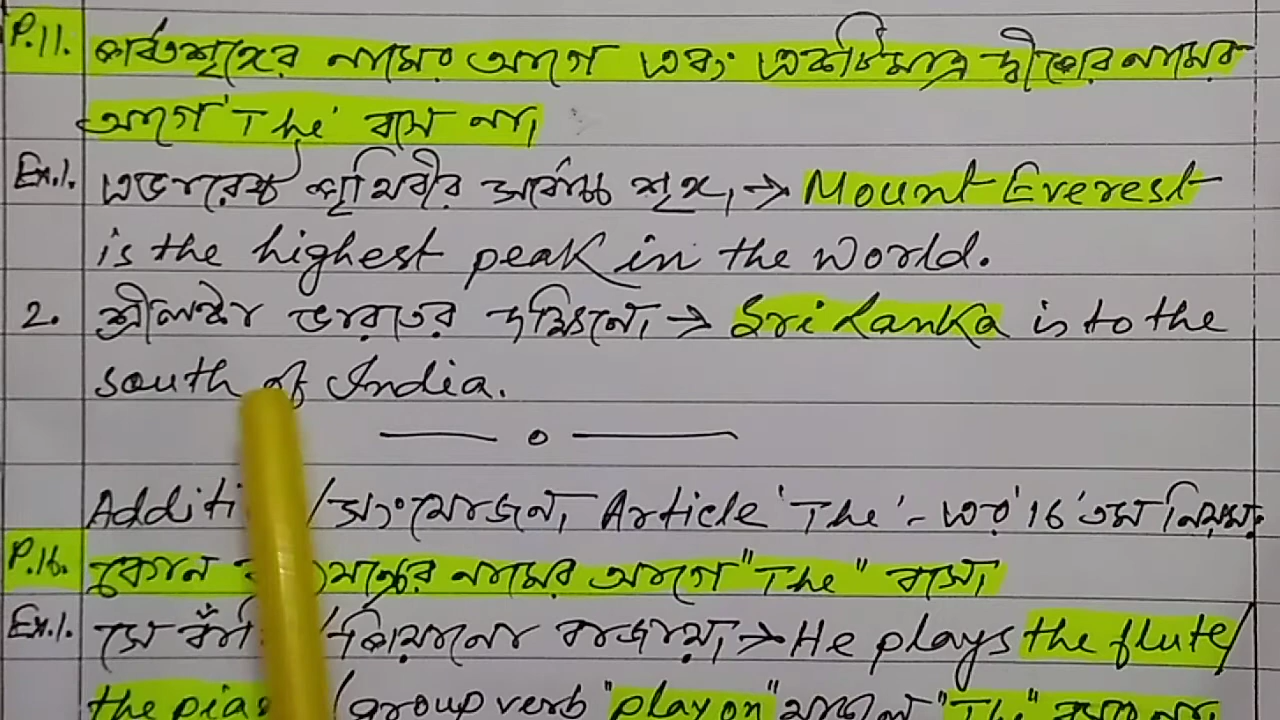 P.11. পর্বতশৃঙ্গের নামের আগে এবং একটিমাত্র দ্বীপের নামের
আগে 'The' বসে না।
Ex.1. এভারেস্ট পৃথিবীর সর্বোচ্চ শৃঙ্গ। → Mount Everest
is the highest peak in the world.
2. শ্রীলঙ্কা ভারতের দক্ষিণে। → Sri Lanka is to the
south of India.
Additi /সংযোজন। Article 'The' - এর '16' তম নিয়ম:
P.16. কোন যন্ত্রের নামের আগে "The" বসে।
Ex.1. সে /পিয়ানো বাজায়। → He plays the flute/
the pia (group verb "play on" থাকলে "The" বসে না